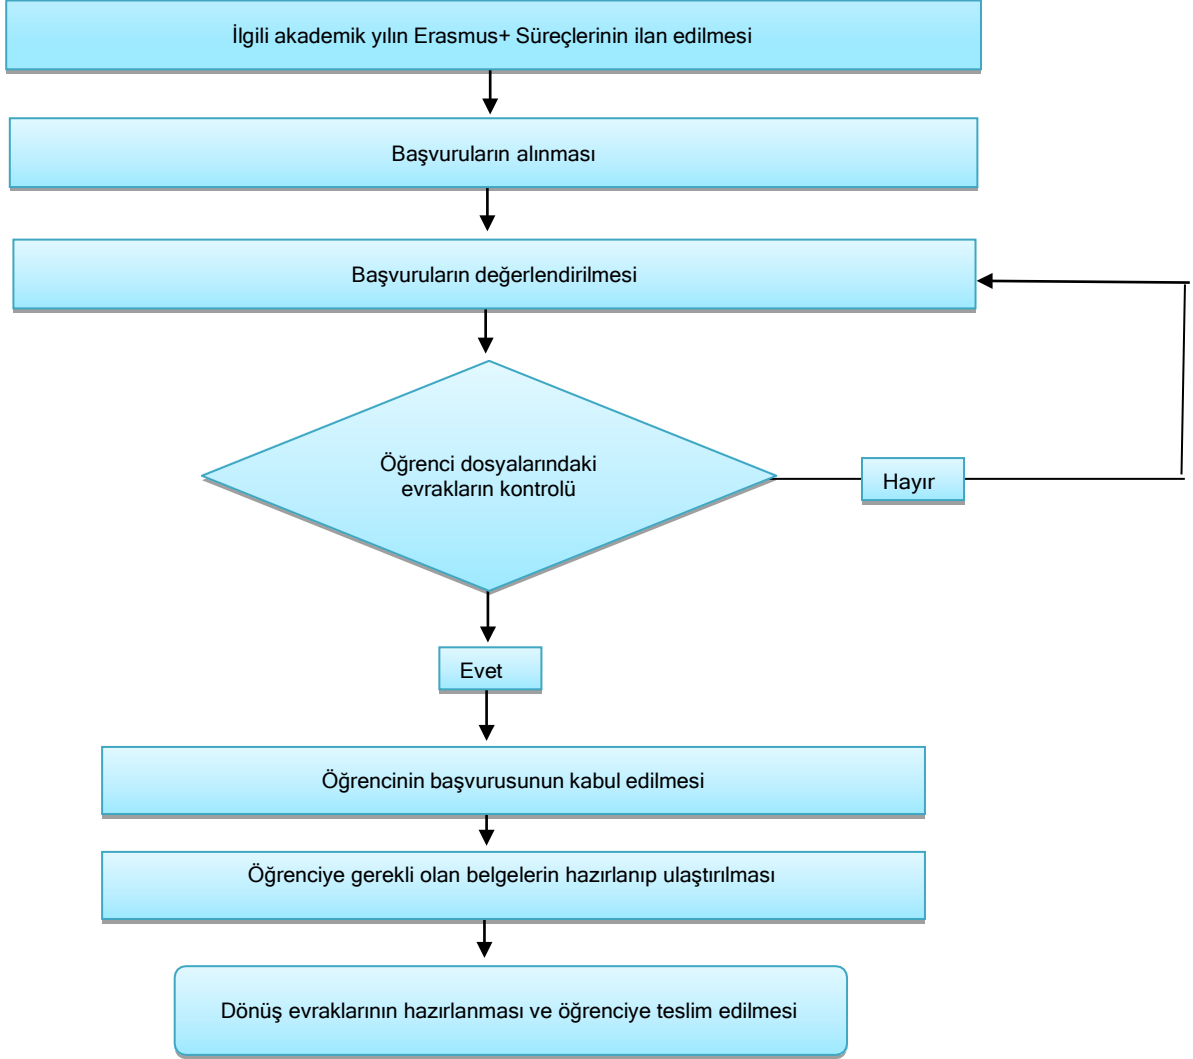 İlgili akademik yılın Erasmus+ Süreçlerinin ilan edilmesi
Başvuruların alınması
Başvuruların değerlendirilmesi
Öğrenci dosyalarındaki
evrakların kontrolü
Hayır
Evet
Öğrencinin başvurusunun kabul edilmesi
Öğrenciye gerekli olan belgelerin hazırlanıp ulaştırılması
Dönüş evraklarının hazırlanması ve öğrenciye teslim edilmesi